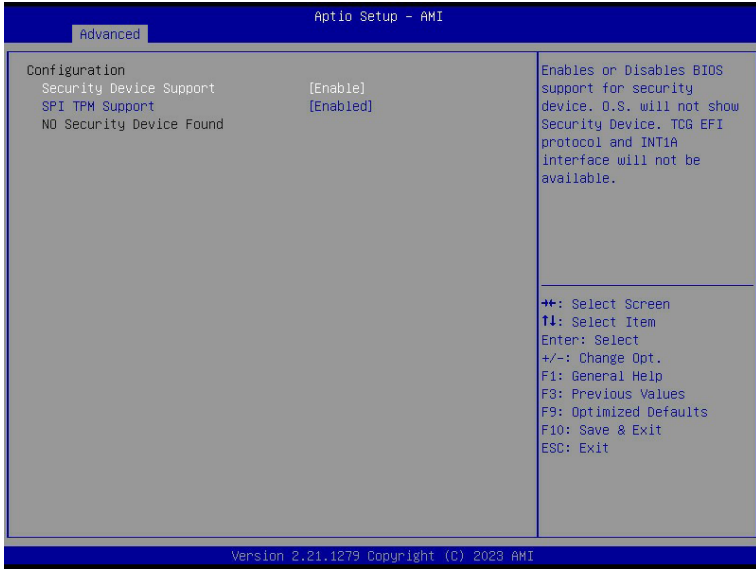 Aptio Setup – AMI
Advanced
Configuration
Security Device Support [Enable]
SPI TPM Support [Enabled]
NO Security Device Found
Enables or Disables BIOS
support for security
device. O.S. will not show
Security Device. TCG EFI
protocol and INT1A
interface will not be
available.
→←: Select Screen
↑↓: Select Item
Enter: Select
+/-: Change Opt.
F1: General Help
F3: Previous Values
F9: Optimized Defaults
F10: Save & Exit
ESC: Exit
Version 2.21.1279 Copyright (C) 2023 AMI